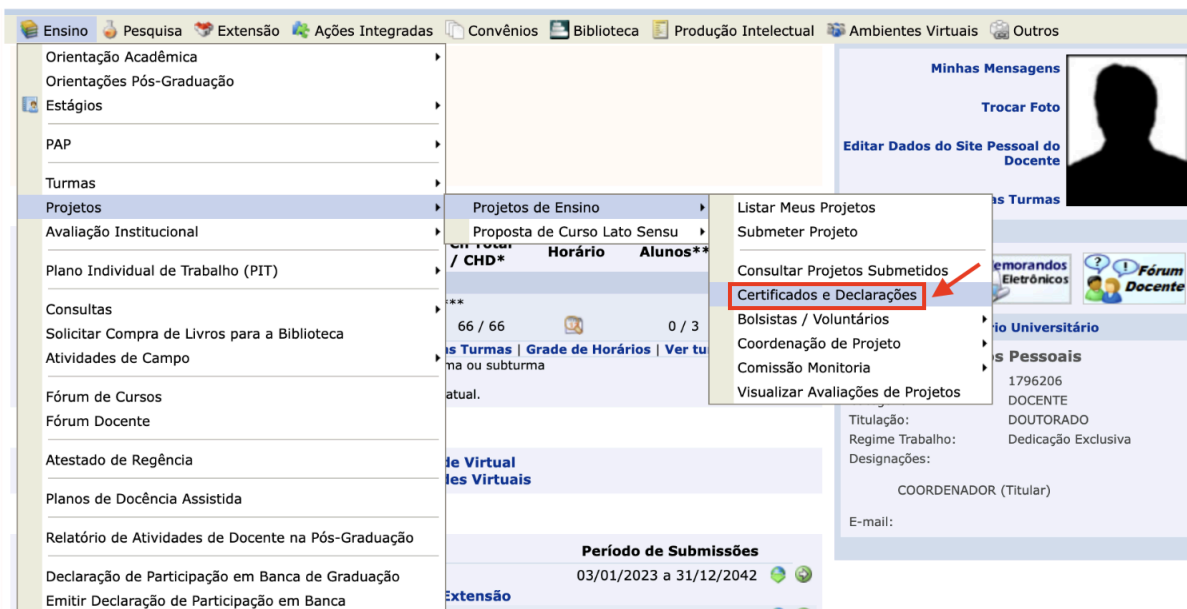 Ensino Pesquisa Extensão Ações Integradas Convênios Biblioteca Produção Intelectual Ambientes Virtuais Outros
Orientação Acadêmica
Orientações Pós-Graduação
Estágios
PAP
Turmas
Projetos
Avaliação Institucional
Plano Individual de Trabalho (PIT)
Consultas
Solicitar Compra de Livros para a Biblioteca
Atividades de Campo
Fórum de Cursos
Fórum Docente
Atestado de Regência
Planos de Docência Assistida
Relatório de Atividades de Docente na Pós-Graduação
Declaração de Participação em Banca de Graduação
Emitir Declaração de Participação em Banca
Projetos de Ensino
Proposta de Curso Lato Sensu
Listar Meus Projetos
Submeter Projeto
Consultar Projetos Submetidos
Certificados e Declarações
Bolsistas / Voluntários
Coordenação de Projeto
Comissão Monitoria
Visualizar Avaliações de Projetos
/ CHD* Horário Alunos**
***
66 / 66 0 / 3
Turmas | Grade de Horários | Ver
ma ou subturma
atual.
de Virtual
des Virtuais
Período de Submissões
03/01/2023 a 31/12/2042
Extensão
Minhas Mensagens
Trocar Foto
Editar Dados do Site Pessoal do
Docente
as Turmas
emorandos
Eletrônicos
Fórum
Docente
io Universitário
s Pessoais
1796206
DOCENTE
Titulação: DOUTORADO
Regime Trabalho: Dedicação Exclusiva
Designações:
COORDENADOR (Titular)
E-mail: